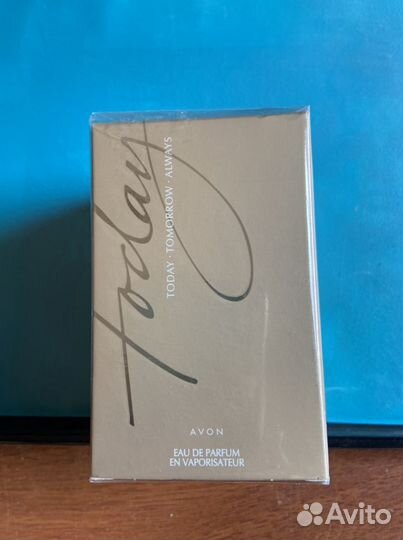 today
TODAY · TOMORROW · ALWAYS
AVON
EAU DE PARFUM
EN VAPORISATEUR
Avito